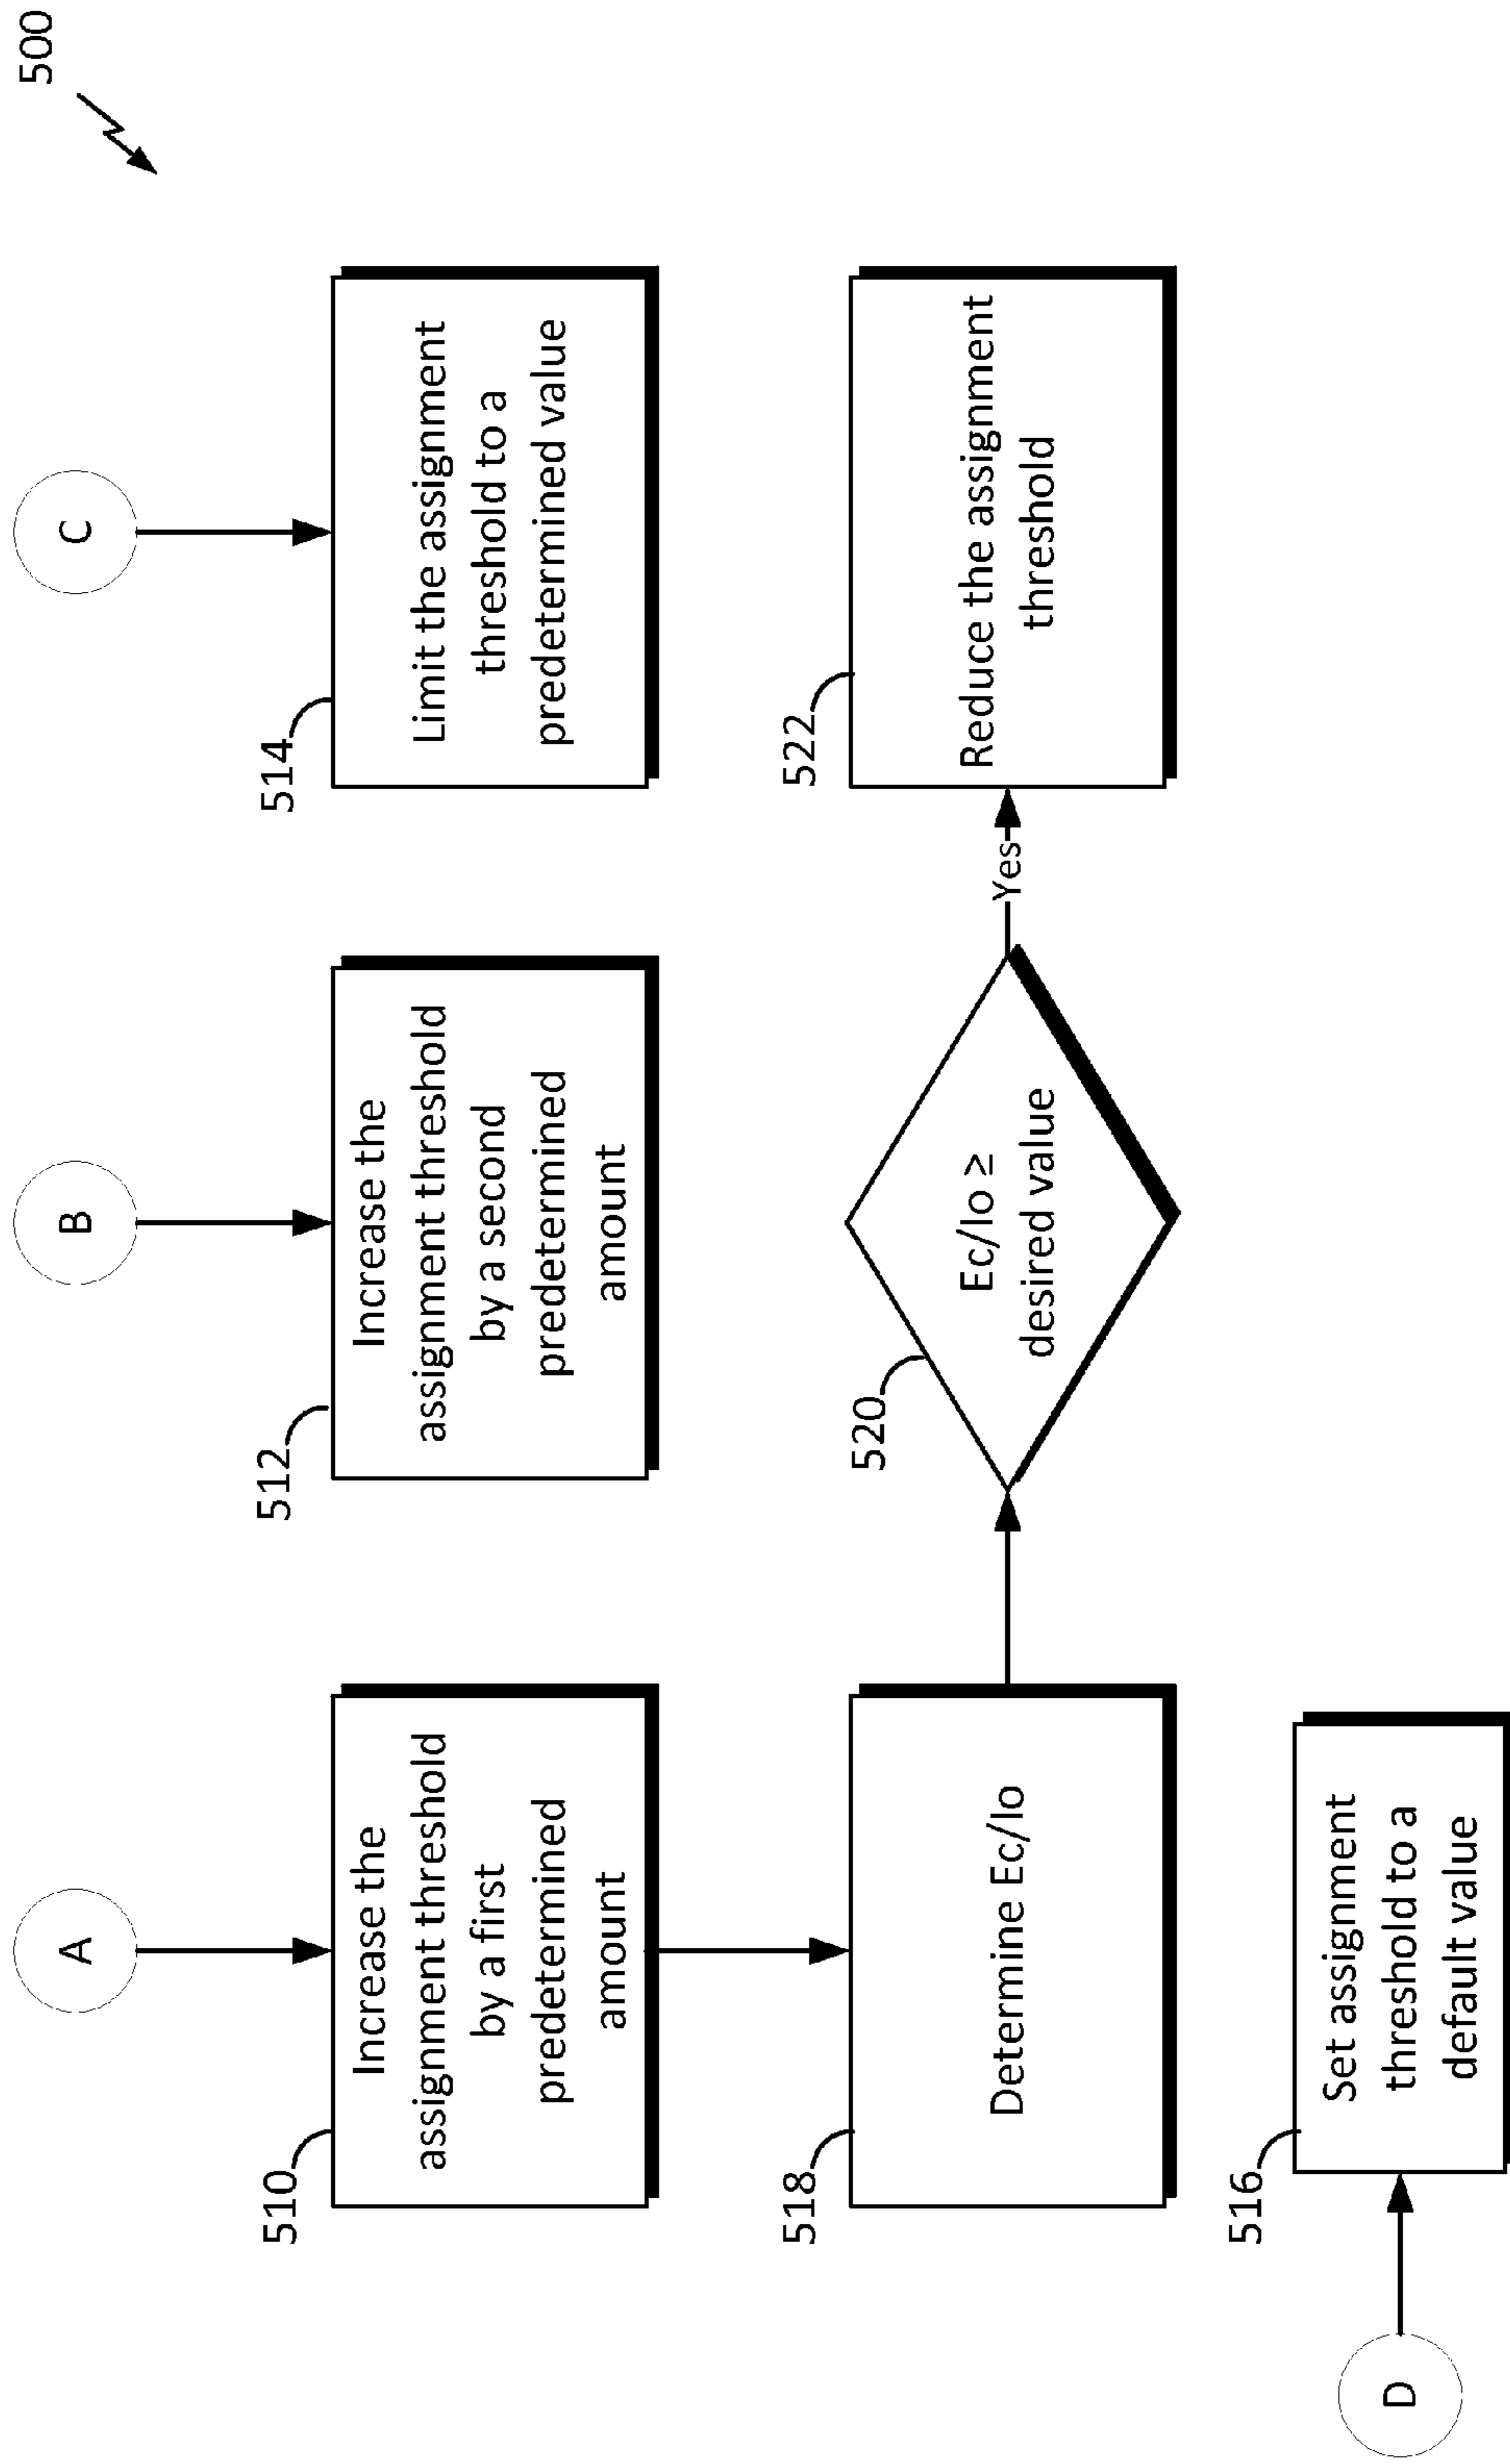 500
A
B
C
510
Increase the
assignment threshold
by a first
predetermined
amount
512
Increase the
assignment threshold
by a second
predetermined
amount
514
Limit the assignment
threshold to a
predetermined value
518
Determine Ec/Io
520
Ec/Io ≥
desired value
Yes
522
Reduce the assignment
threshold
D
516
Set assignment
threshold to a
default value